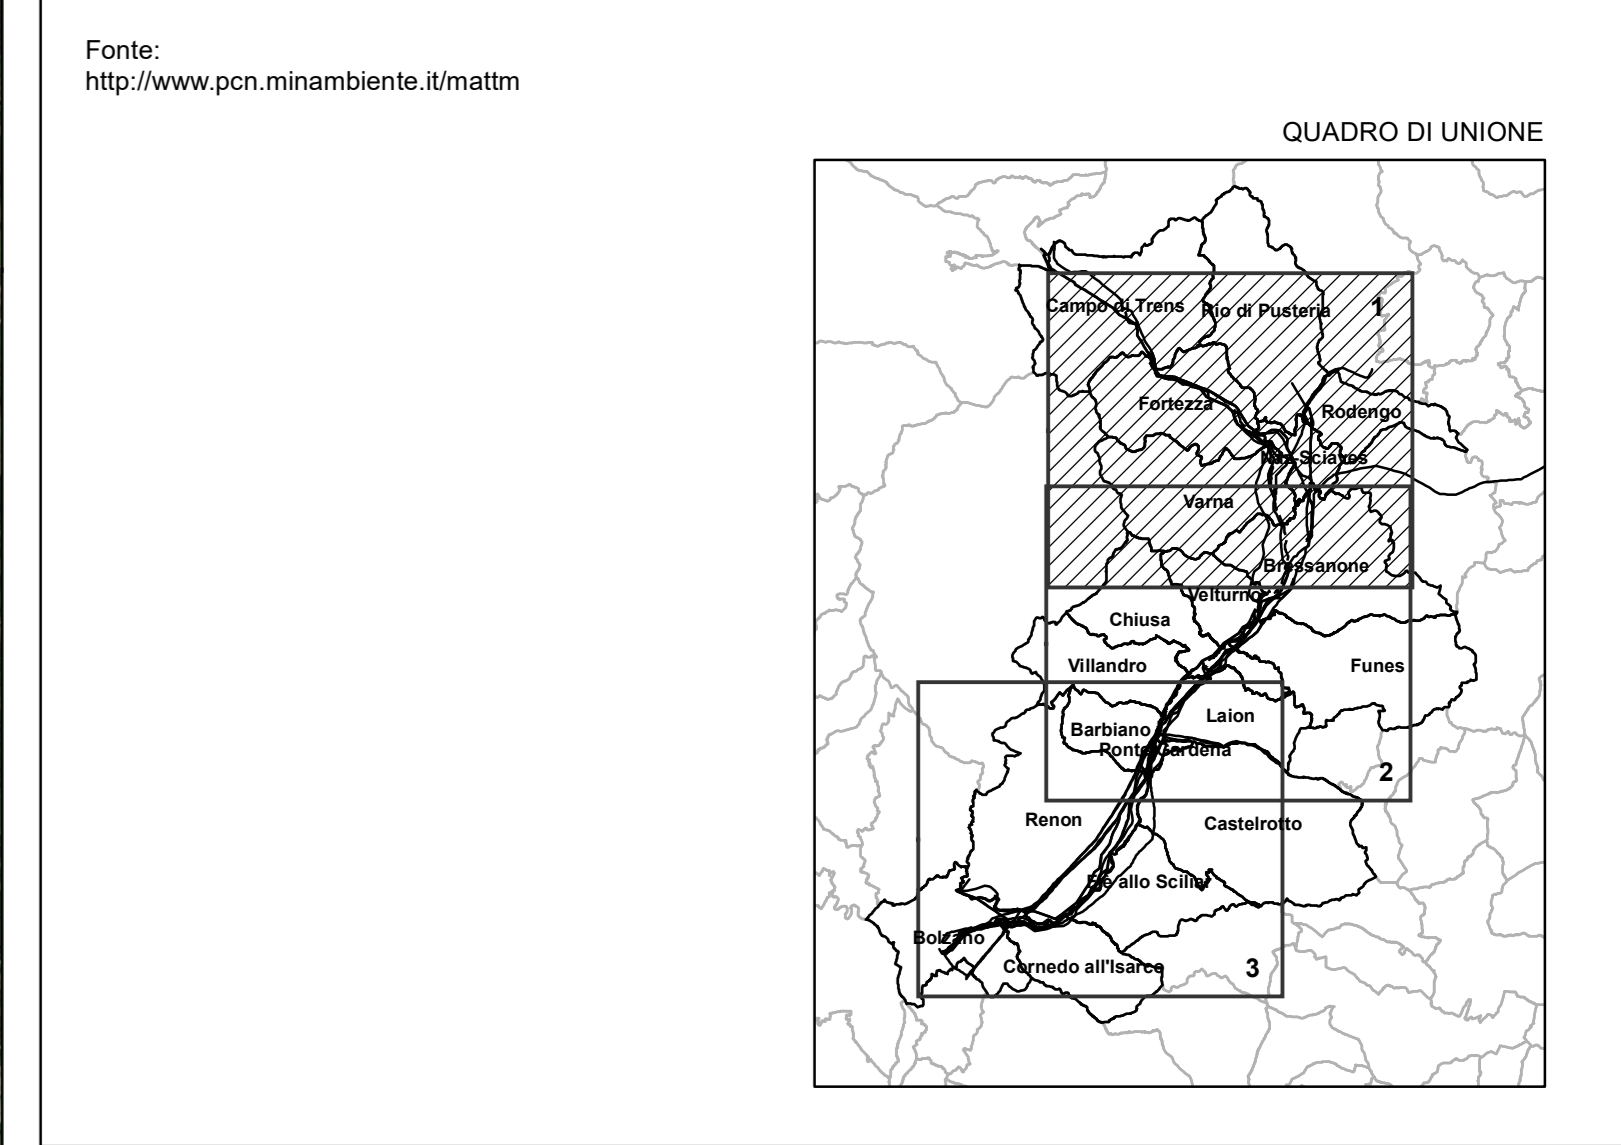 Fonte:
http://www.pcn.minambiente.it/mattm
QUADRO DI UNIONE
Campo di Trens
Rio di Pusteria
1
Fortezza
Rodengo
Naz-Sciaves
Varna
Bressanone
Velturno
Chiusa
Villandro
Funes
Laion
Barbiano
Ponte Gardena
2
Renon
Castelrotto
Fiè allo Sciliar
Bolzano
Cornedo all'Isarco
3